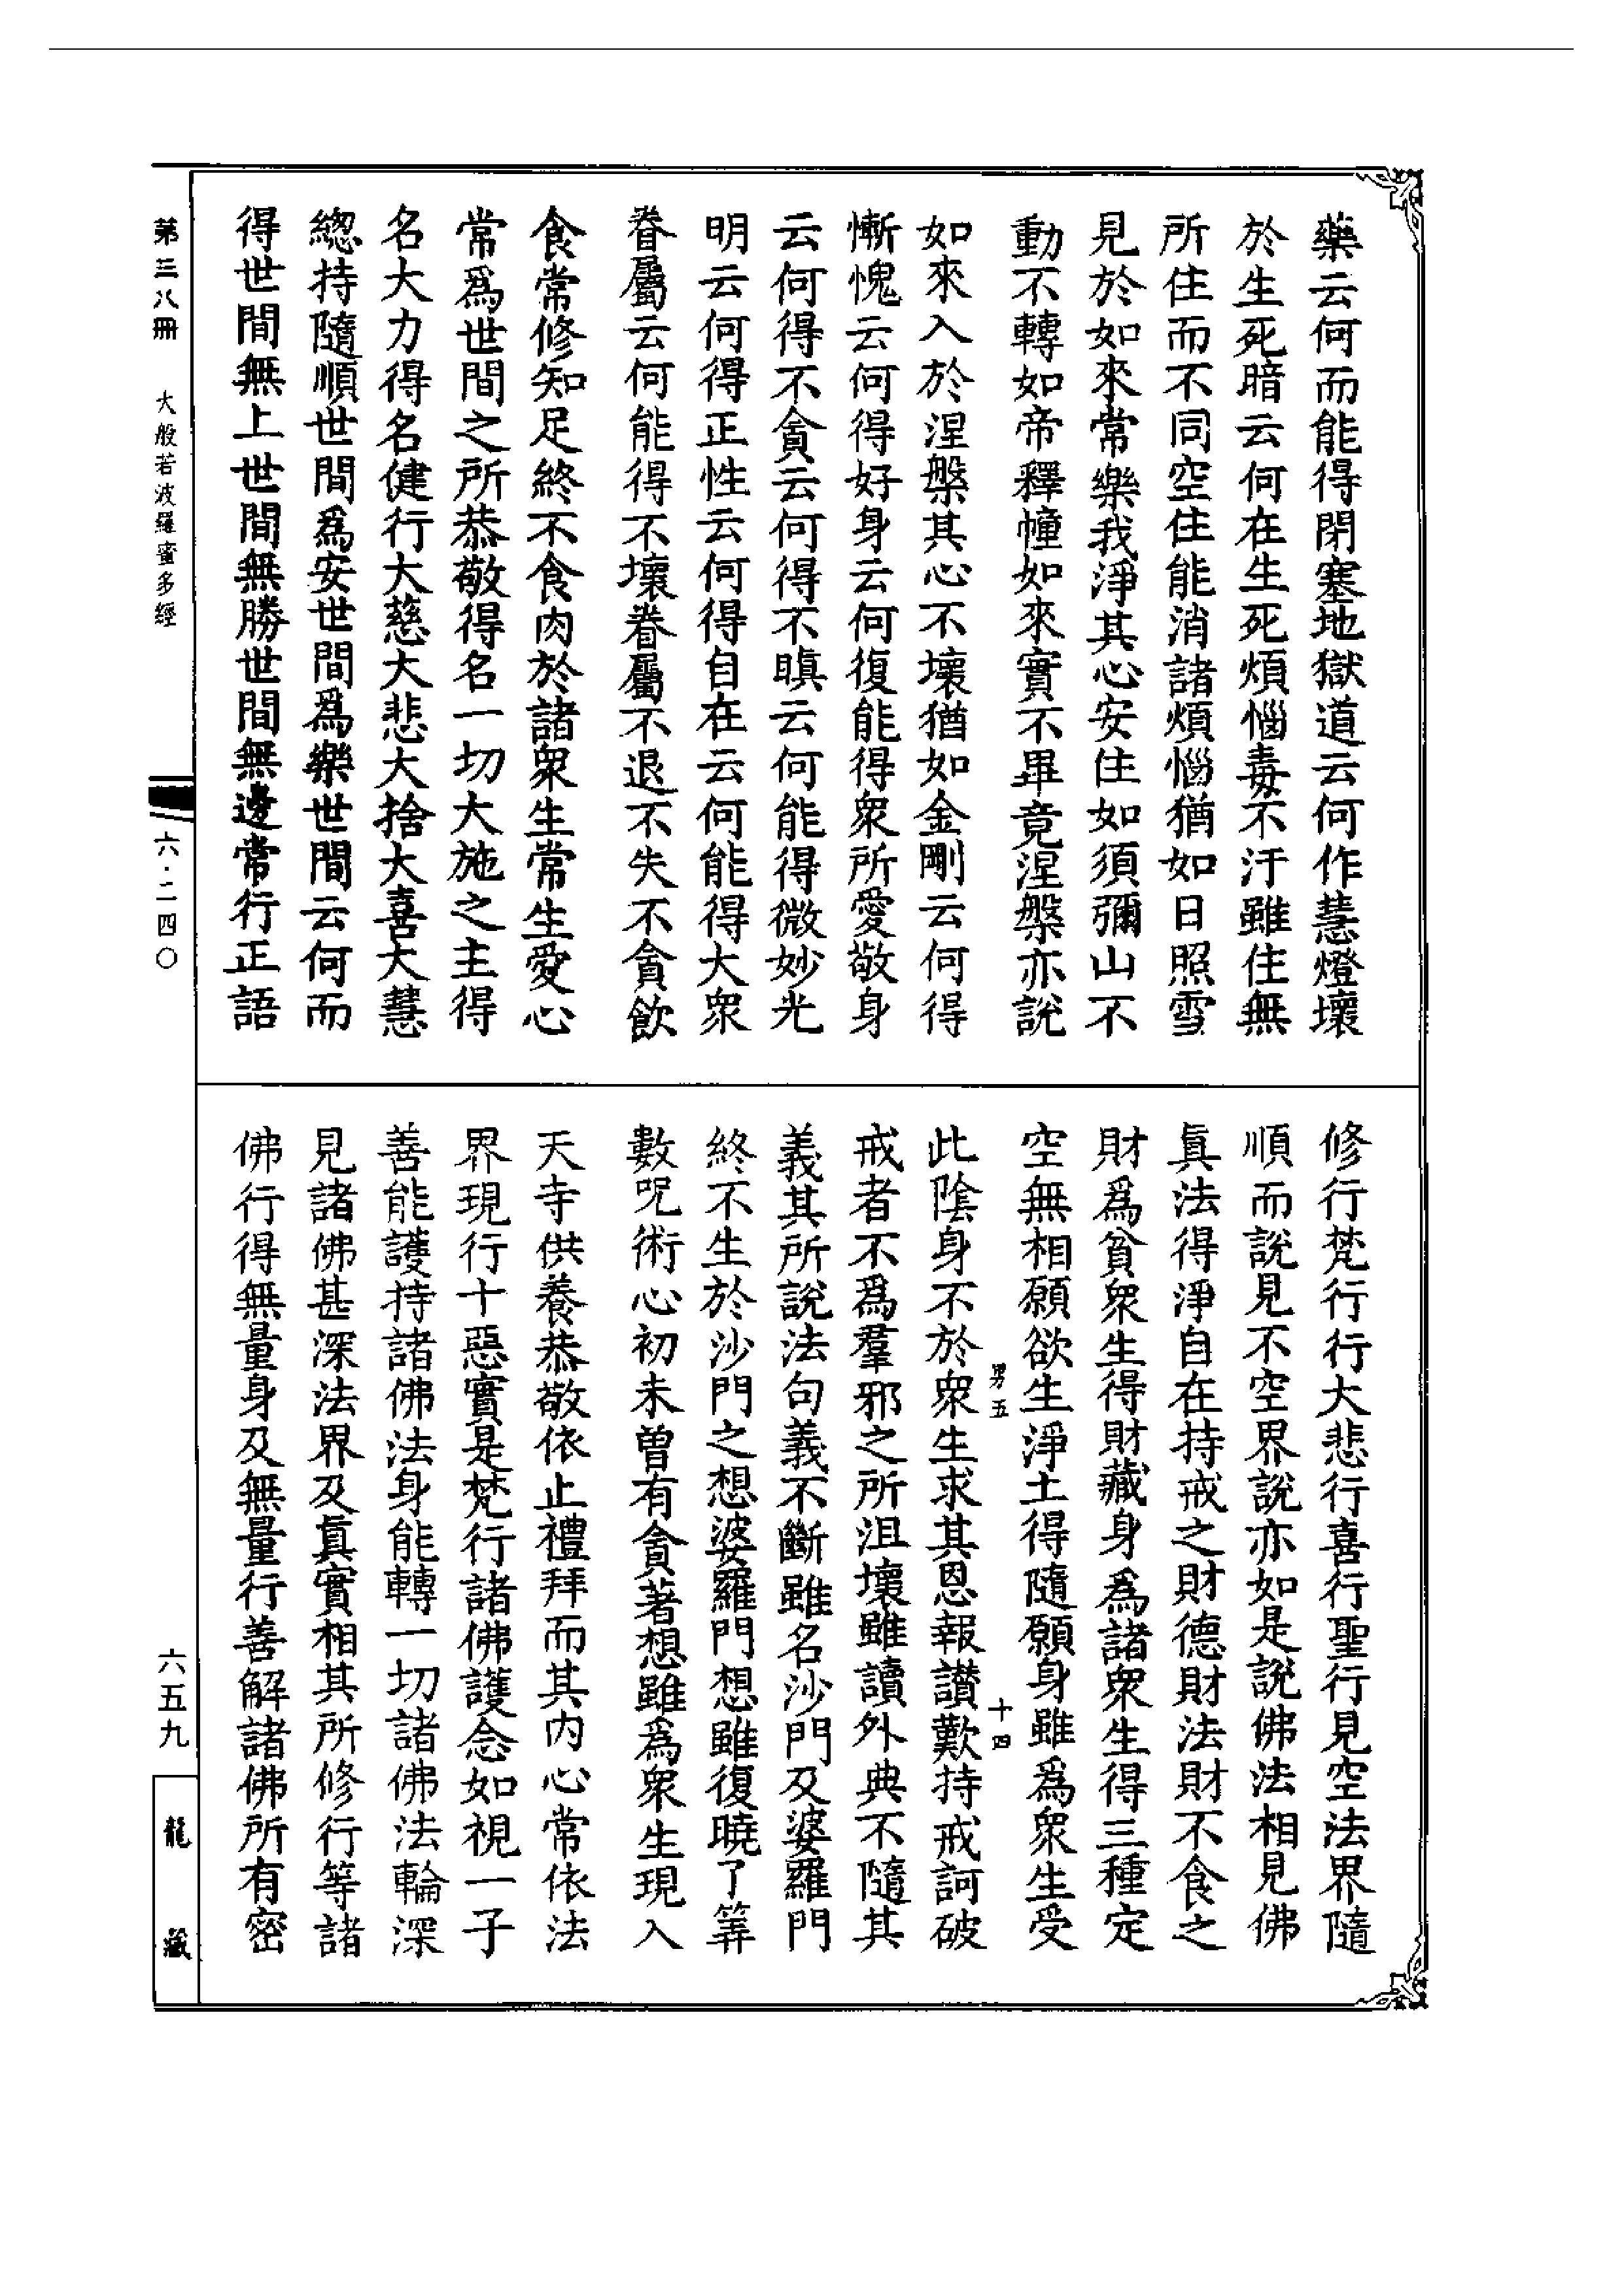 藥云何而能得閉塞地獄道云何作慧燈壞
於生死暗云何在生死煩惱毒不汙雖住無
所住而不同空住能消諸煩惱猶如日照雪
見於如來常樂我淨其心安住如須彌山不
動不轉如帝釋幢如來實不畢竟涅槃亦說
如來入於涅槃其心不壞猶如金剛云何得
慚愧云何得好身云何復能得衆所愛敬身
云何得不貪云何得不瞋云何能得微妙光
明云何得正性云何得自在云何能得大衆
眷屬云何能得不壞眷屬不退不失不貪飲
食常修知足終不食肉於諸衆生常生愛心
常爲世間之所恭敬得名一切大施之主得
名大力得名健行大慈大悲大捨大喜大慧
總持隨順世間爲安世間爲樂世間云何而
得世間無上世間無勝世間無邊常行正語
修行梵行行大悲行喜行聖行見空法界隨
順而說見不空界說亦如是說佛法相見佛
眞法得淨自在持戒之財德財法財不食之
財爲貧衆生得財藏身爲諸衆生得三種定
空無相願欲生淨土得隨願身雖爲衆生受
男五 十四
此陰身不於衆生求其恩報讃歎持戒訶破
戒者不爲羣邪之所沮壞雖讀外典不隨其
義其所說法句義不斷雖名沙門及婆羅門
終不生於沙門之想婆羅門想雖復曉了筭
數呪術心初未曾有貪著想雖爲衆生現入
天寺供養恭敬依止禮拜而其内心常依法
界現行十惡實是梵行諸佛護念如視一子
善能護持諸佛法身能轉一切諸佛法輪深
見諸佛甚深法界及眞實相其所修行等諸
佛行得無量身及無量行善解諸佛所有密
第三八冊 大般若波羅蜜多經
六·二四〇
六五九
龍藏